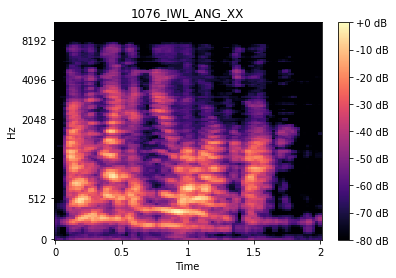 1076_IWL_ANG_XX
Hz
8192
4096
2048
1024
512
0
0
0.5
1
1.5
2
Time
+0 dB
-10 dB
-20 dB
-30 dB
-40 dB
-50 dB
-60 dB
-70 dB
-80 dB